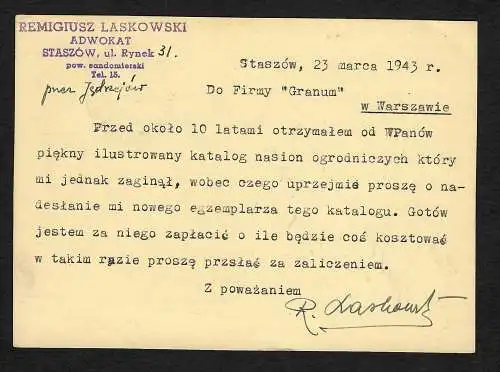 REMIGIUSZ LASKOWSKI
ADWOKAT
STASZÓW, ul. Rynek 31.
pow. sandomierski
Tel. 15.
przez Jędrzejów
Staszów, 23 marca 1943 r.
Do Firmy "Granum"
w Warszawie
Przed około 10 latami otrzymałem od WPanów
piękny ilustrowany katalog nasion ogrodniczych który
mi jednak zaginął, wobec czego uprzejmie proszę o na-
desłanie mi nowego egzemplarza tego katalogu. Gotów
jestem za niego zapłacić o ile będzie coś kosztować
w takim razie proszę przsłać za zaliczeniem.
Z poważaniem
R. Laskowski